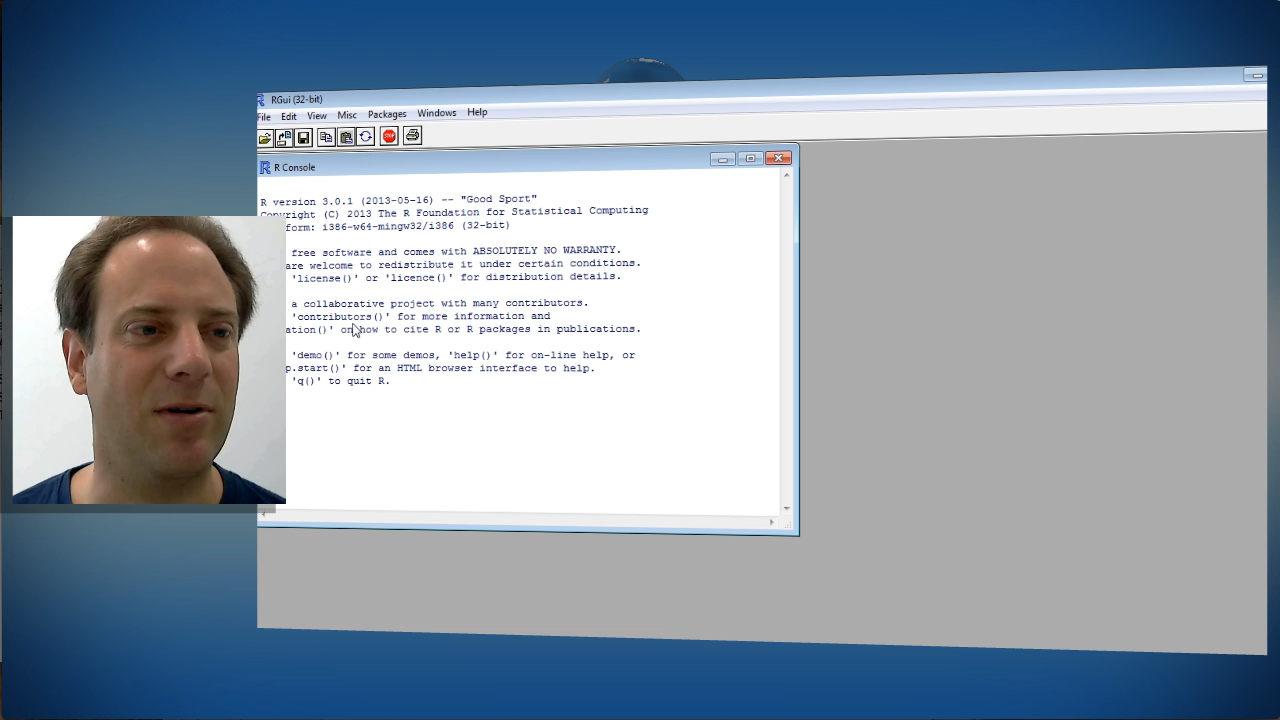 RGui (32-bit)
File Edit View Misc Packages Windows Help
STOP
R Console
R version 3.0.1 (2013-05-16) -- "Good Sport"
Copyright (C) 2013 The R Foundation for Statistical Computing
form: i386-w64-mingw32/i386 (32-bit)
free software and comes with ABSOLUTELY NO WARRANTY.
are welcome to redistribute it under certain conditions.
'license()' or 'licence()' for distribution details.
a collaborative project with many contributors.
'contributors()' for more information and
ation()' on how to cite R or R packages in publications.
'demo()' for some demos, 'help()' for on-line help, or
p.start()' for an HTML browser interface to help.
'q()' to quit R.